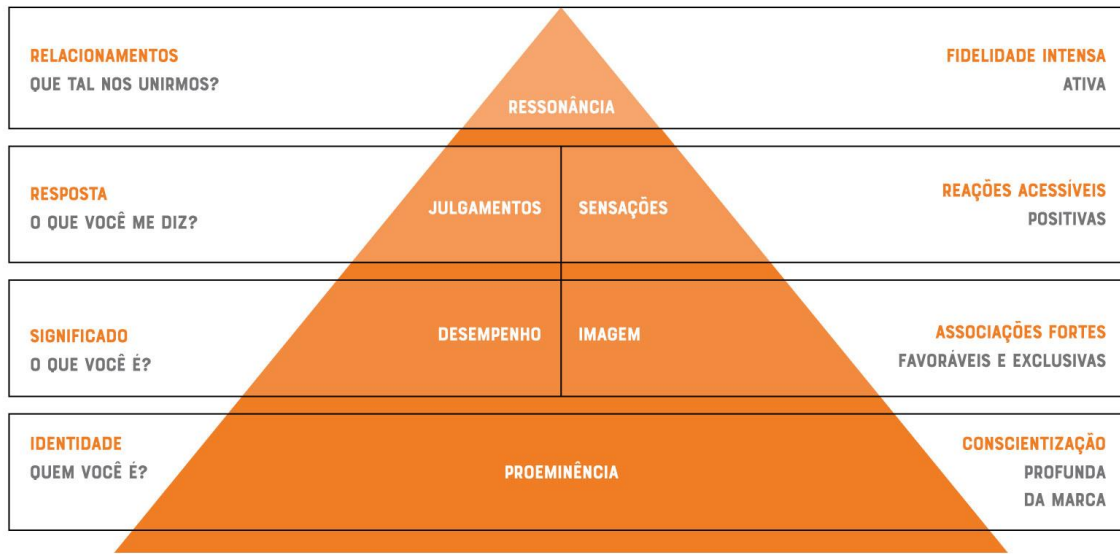 RELACIONAMENTOS
QUE TAL NOS UNIRMOS?
RESSONÂNCIA
FIDELIDADE INTENSA
ATIVA
RESPOSTA
O QUE VOCÊ ME DIZ?
JULGAMENTOS
SENSAÇÕES
REAÇÕES ACESSÍVEIS
POSITIVAS
SIGNIFICADO
O QUE VOCÊ É?
DESEMPENHO
IMAGEM
ASSOCIAÇÕES FORTES
FAVORÁVEIS E EXCLUSIVAS
IDENTIDADE
QUEM VOCÊ É?
PROEMINÊNCIA
CONSCIENTIZAÇÃO
PROFUNDA
DA MARCA